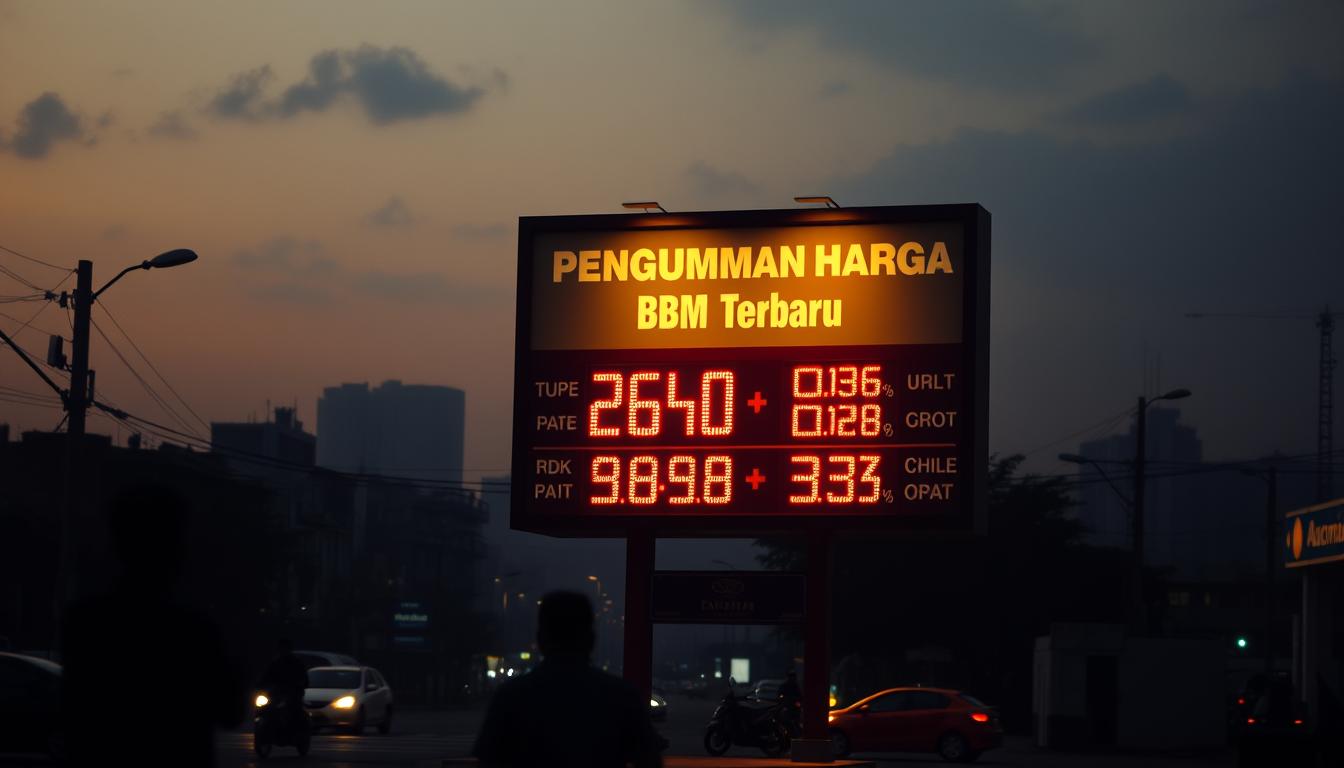 PENGUMMAN HARGA
BBM Terbaru
TUPE 2640 + 0.136 URLT
PATE 0.128 GROT
RDK 9.8.9.8 + 3.33 CHILE
PAIT OPAT